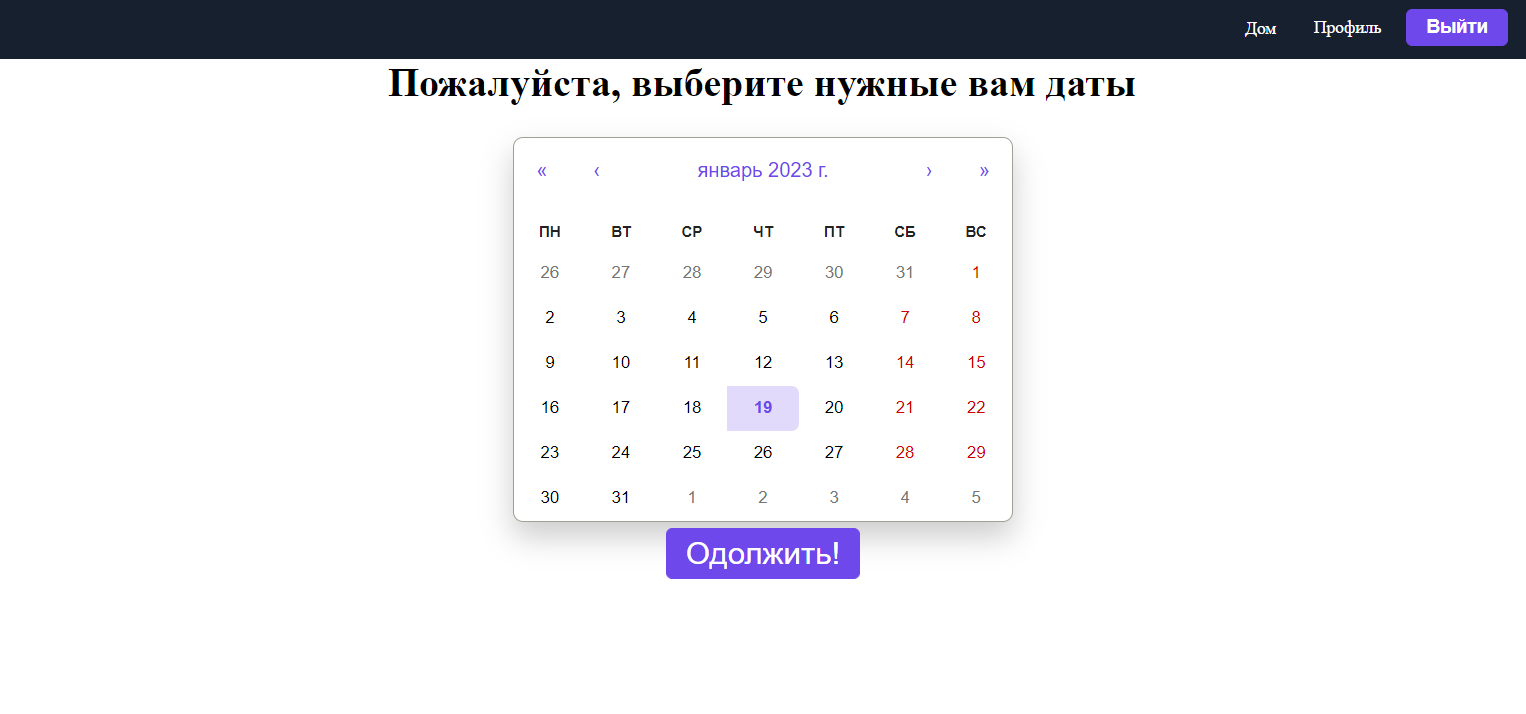 Дом Профиль Выйти
Пожалуйста, выберите нужные вам даты
« ‹ январь 2023 г. › »
ПН ВТ СР ЧТ ПТ СБ ВС
26 27 28 29 30 31 1
2 3 4 5 6 7 8
9 10 11 12 13 14 15
16 17 18 19 20 21 22
23 24 25 26 27 28 29
30 31 1 2 3 4 5
Одолжить!